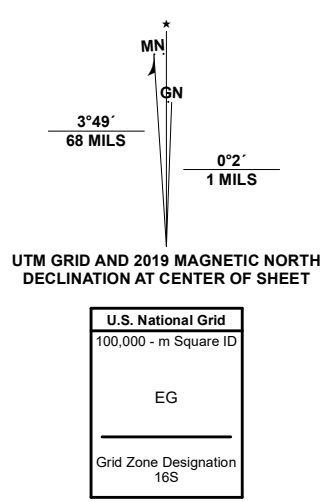 ★
MN
GN
3°49´
68 MILS
0°2´
1 MILS
UTM GRID AND 2019 MAGNETIC NORTH
DECLINATION AT CENTER OF SHEET
U.S. National Grid
100,000 - m Square ID
EG
Grid Zone Designation
16S